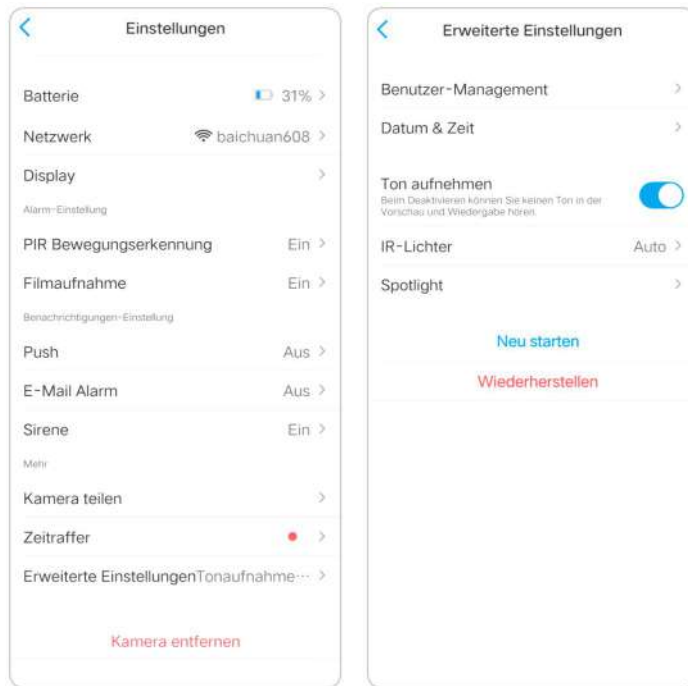 Einstellungen
Batterie 31%
Netzwerk baichuan608
Display
Alarm-Einstellung
PIR Bewegungserkennung Ein
Filmaufnahme Ein
Benachrichtigungen-Einstellung
Push Aus
E-Mail Alarm Aus
Sirene Ein
Mehr
Kamera teilen
Zeitraffer
Erweiterte Einstellungen Tonaufnahme···
Kamera entfernen
Erweiterte Einstellungen
Benutzer-Management
Datum & Zeit
Ton aufnehmen
Beim Deaktivieren können Sie keinen Ton in der
Vorschau und Wiedergabe hören.
IR-Lichter Auto
Spotlight
Neu starten
Wiederherstellen